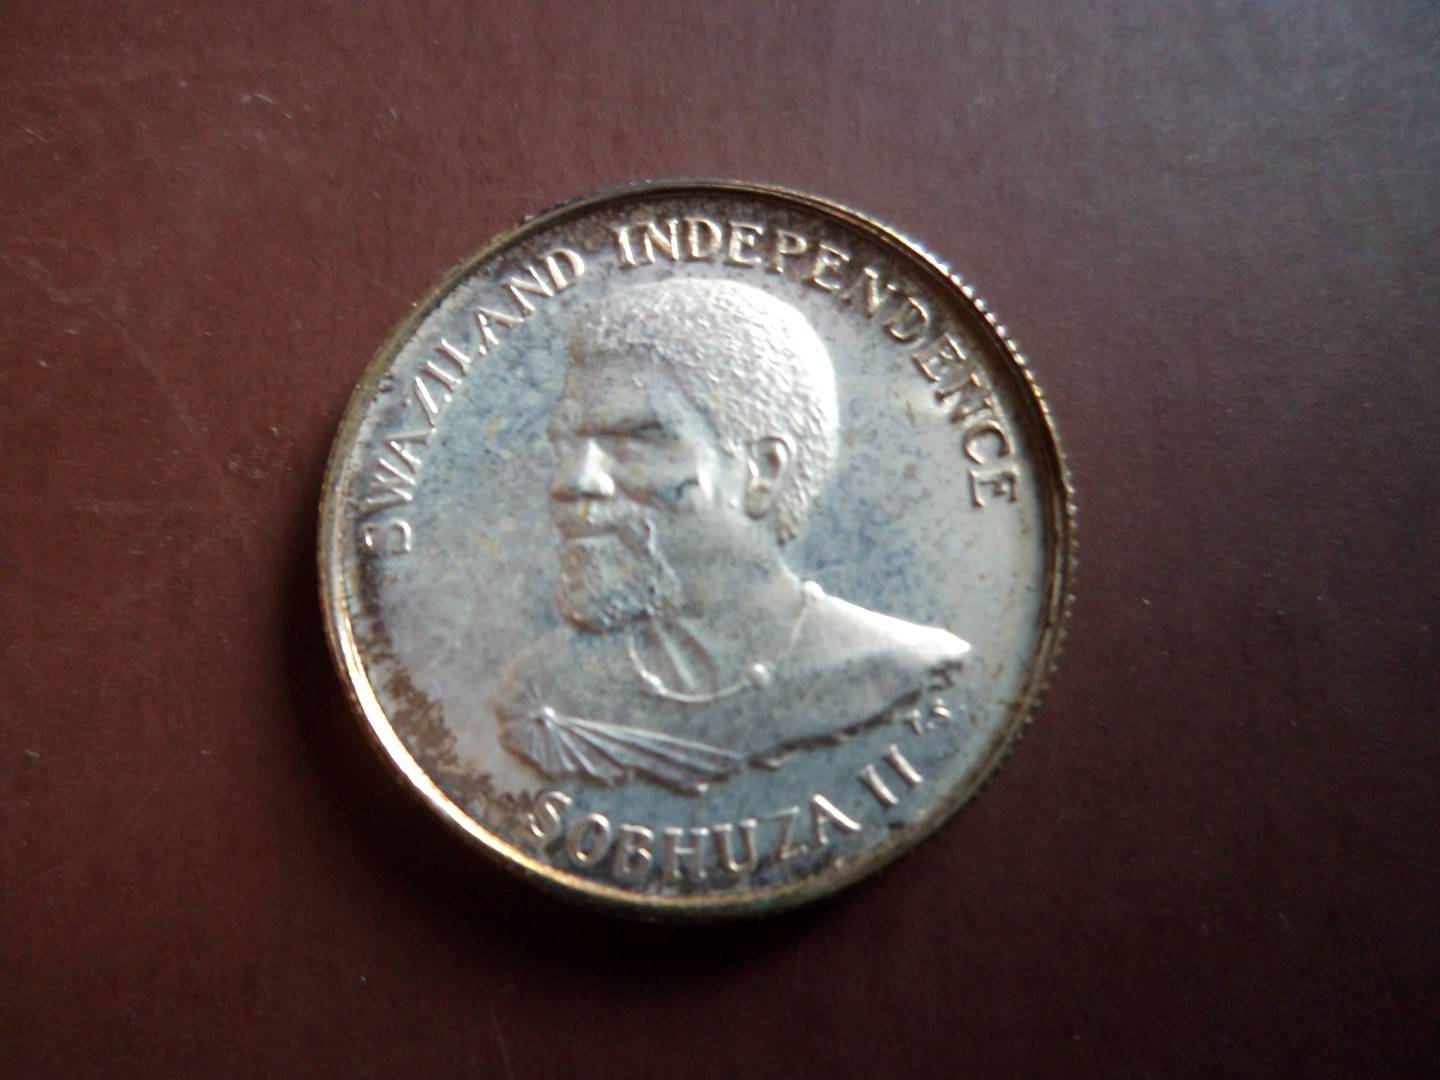 SWAZILAND INDEPENDENCE
T.S.
SOBHUZA II